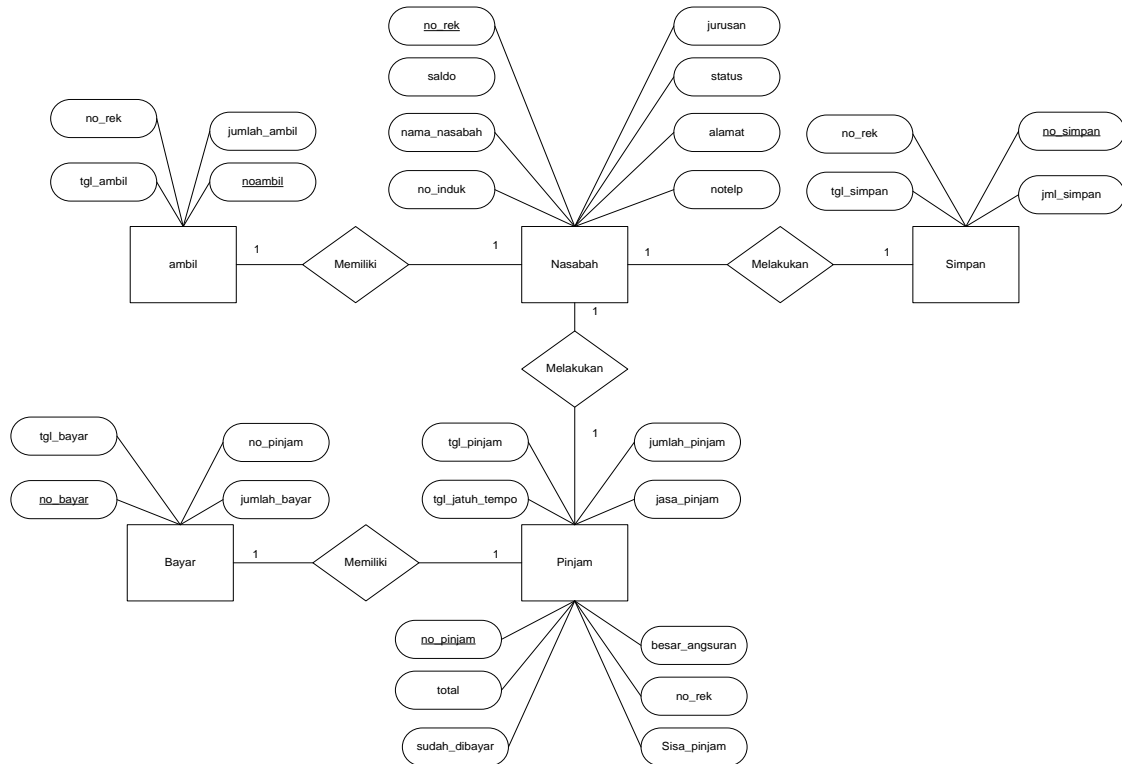 no_rek
jurusan
saldo
status
no_rek
jumlah_ambil
nama_nasabah
alamat
no_rek
no_simpan
tgl_ambil
noambil
no_induk
notelp
tgl_simpan
jml_simpan
ambil
1
Memiliki
1
Nasabah
1
Melakukan
1
Simpan
1
Melakukan
1
tgl_bayar
no_pinjam
tgl_pinjam
jumlah_pinjam
no_bayar
jumlah_bayar
tgl_jatuh_tempo
jasa_pinjam
Bayar
1
Memiliki
1
Pinjam
no_pinjam
besar_angsuran
total
no_rek
sudah_dibayar
Sisa_pinjam